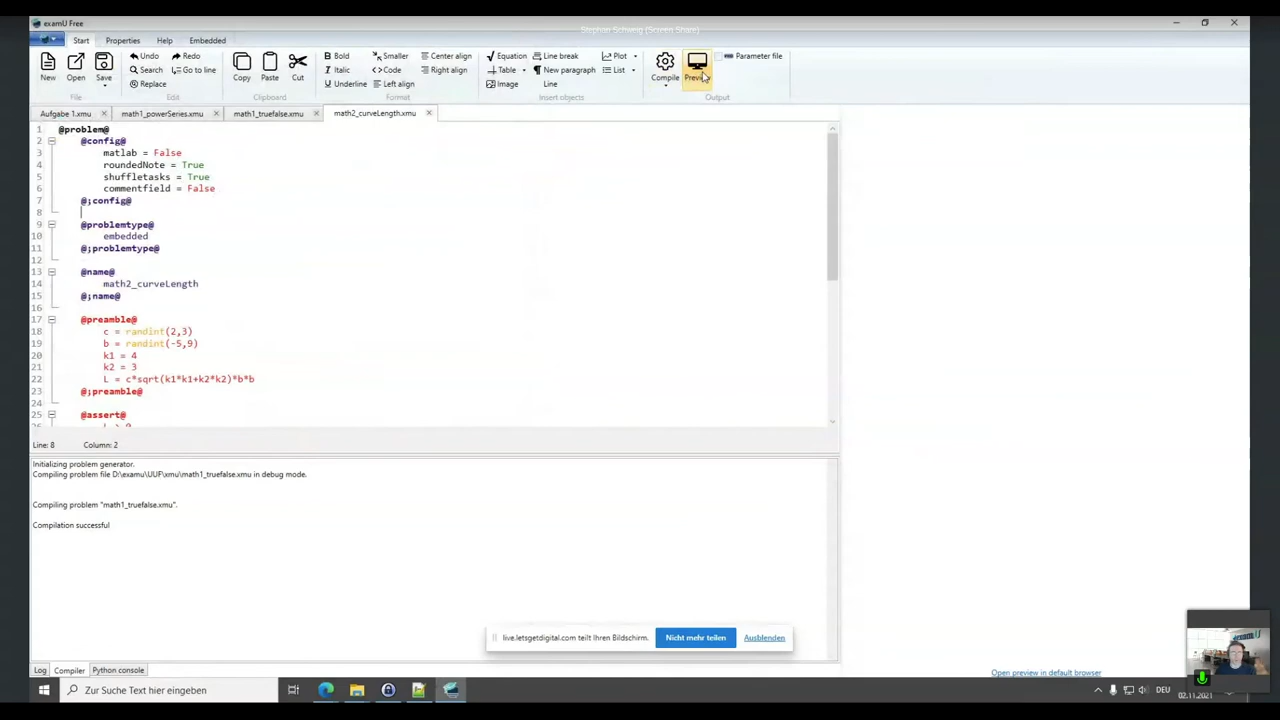 examU Free
Stephan Schweig (Screen Share)
Start Properties Help Embedded
New Open Save
File
Undo Redo
Search Go to line
Replace
Edit
Copy Paste Cut
Clipboard
Bold Smaller Center align
Italic Code Right align
Underline Left align
Format
Equation Line break Plot
Table New paragraph List
Image Line
Insert objects
Compile Preview
Parameter file
Output
Aufgabe 1.xmu math1_powerSeries.xmu math1_truefalse.xmu math2_curveLength.xmu
1 @problem@
2 @config@
3 matlab = False
4 roundedNote = True
5 shuffletasks = True
6 commentfield = False
7 @;config@
8
9 @problemtype@
10 embedded
11 @;problemtype@
12
13 @name@
14 math2_curveLength
15 @;name@
16
17 @preamble@
18 c = randint(2,3)
19 b = randint(-5,9)
20 k1 = 4
21 k2 = 3
22 L = c*sqrt(k1*k1+k2*k2)*b*b
23 @;preamble@
24
25 @assert@
Line: 8 Column: 2
Initializing problem generator.
Compiling problem file D:\examu\UUF\xmu\math1_truefalse.xmu in debug mode.
Compiling problem "math1_truefalse.xmu".
Compilation successful
live.letsgetdigital.com teilt Ihren Bildschirm. Nicht mehr teilen Ausblenden
Log Compiler Python console
Open preview in default browser
Zur Suche Text hier eingeben
DEU
02.11.2021